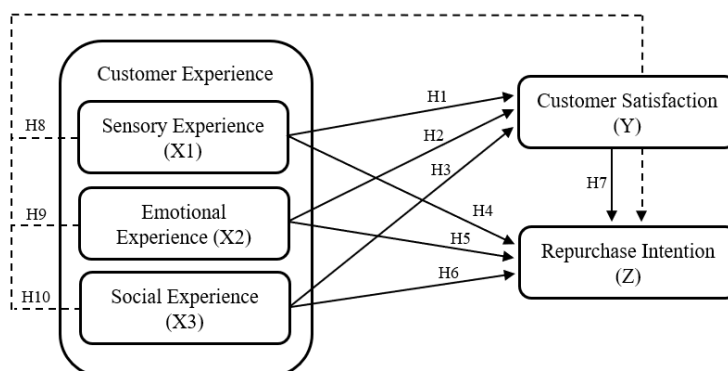 Customer Experience
Sensory Experience
(X1)
Emotional
Experience (X2)
Social Experience
(X3)
H8
H9
H10
H1
H2
H3
H4
H5
H6
Customer Satisfaction
(Y)
H7
Repurchase Intention
(Z)